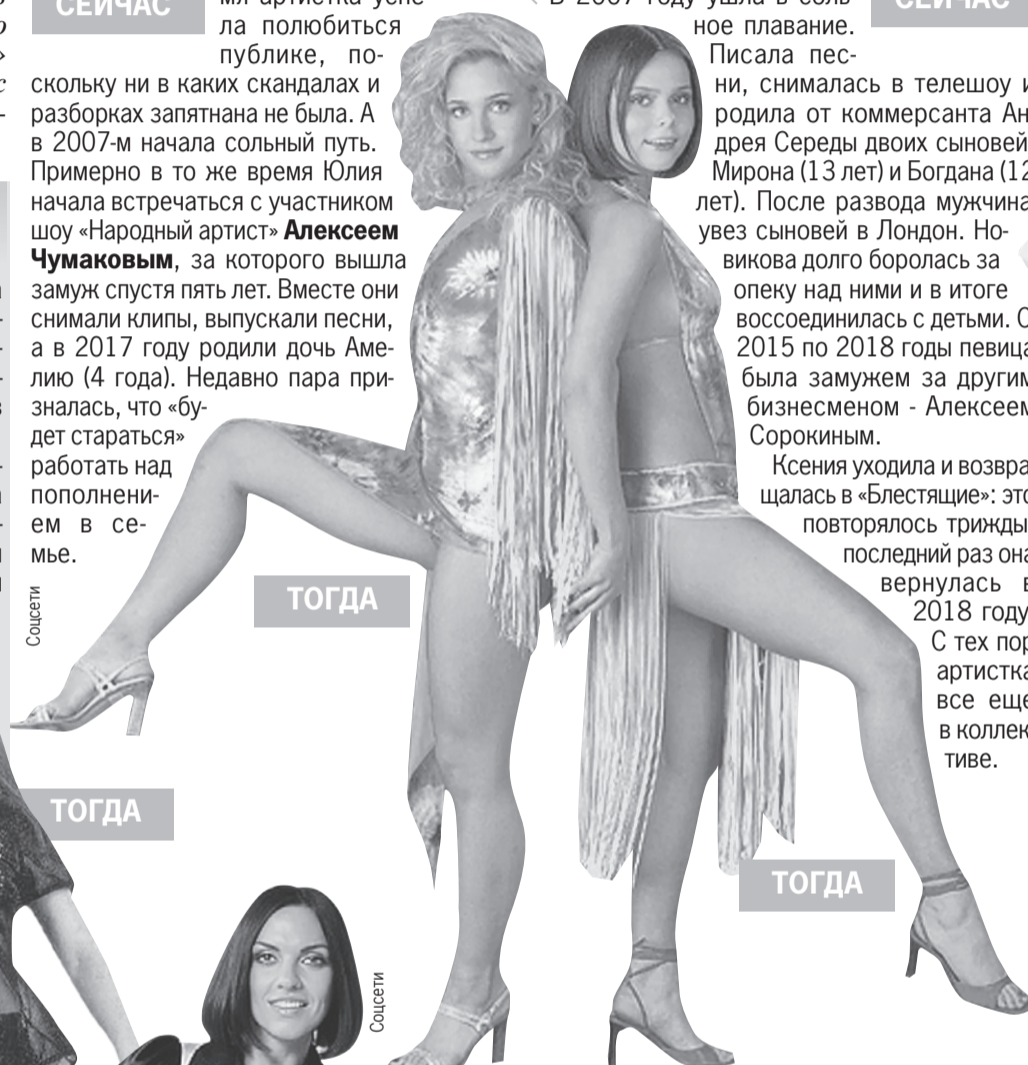 СЕЙЧАС
ла полюбиться
публике, по-
скольку ни в каких скандалах и
разборках запятнана не была. А
в 2007-м начала сольный путь.
Примерно в то же время Юлия
начала встречаться с участником
шоу «Народный артист» Алексеем
Чумаковым, за которого вышла
замуж спустя пять лет. Вместе они
снимали клипы, выпускали песни,
а в 2017 году родили дочь Аме-
лию (4 года). Недавно пара при-
зналась, что «бу-
дет стараться»
работать над
пополнени-
ем в се-
мье.
Соцсети
ТОГДА
ТОГДА
Соцсети
СЕЙЧАС
В 2007 году ушла в соль-
ное плавание.
Писала пес-
ни, снималась в телешоу и
родила от коммерсанта Ан
дрея Середы двоих сыновей
Мирона (13 лет) и Богдана (12
лет). После развода мужчина
увез сыновей в Лондон. Но-
викова долго боролась за
опеку над ними и в итоге
воссоединилась с детьми. С
2015 по 2018 годы певица
была замужем за другим
бизнесменом - Алексеем
Сорокиным.
Ксения уходила и возвра
щалась в «Блестящие»: это
повторялось трижды
последний раз она
вернулась в
2018 году
С тех пор
артистка
все еще
в коллек
тиве.
ТОГДА